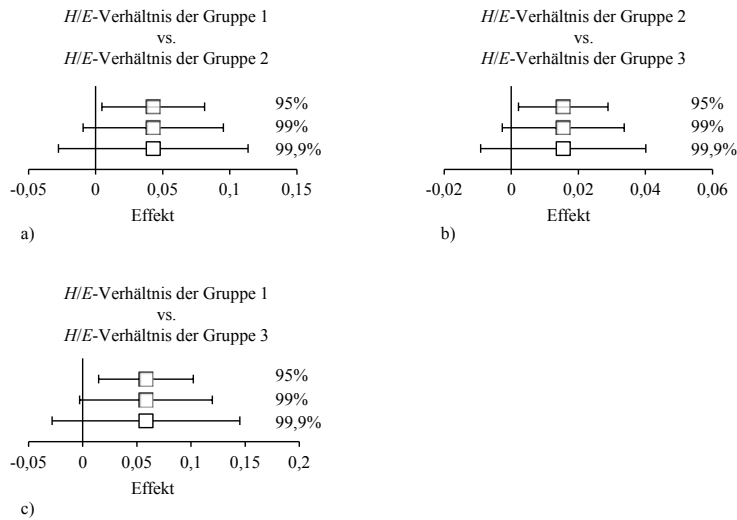 H/E-Verhältnis der Gruppe 1
vs.
H/E-Verhältnis der Gruppe 2
95%
99%
99,9%
-0,05 0 0,05 0,1 0,15
Effekt
a)
H/E-Verhältnis der Gruppe 2
vs.
H/E-Verhältnis der Gruppe 3
95%
99%
99,9%
-0,02 0 0,02 0,04 0,06
Effekt
b)
H/E-Verhältnis der Gruppe 1
vs.
H/E-Verhältnis der Gruppe 3
95%
99%
99,9%
-0,05 0 0,05 0,1 0,15 0,2
Effekt
c)